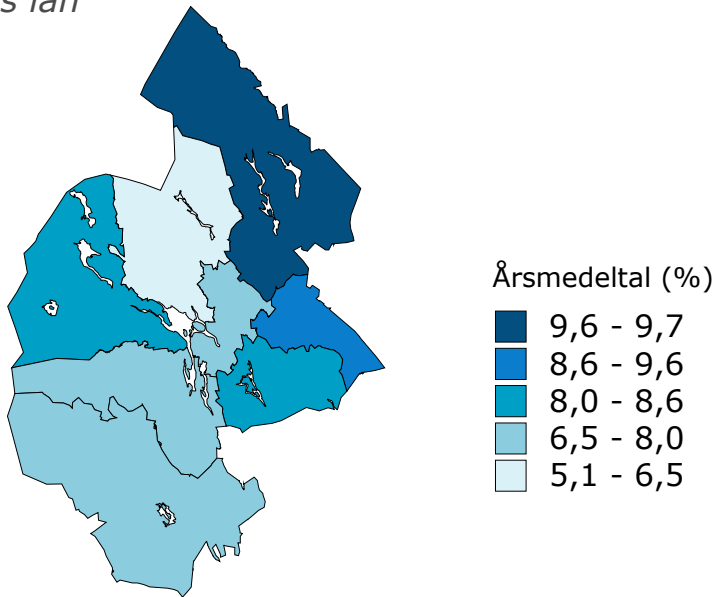 s län
Årsmedeltal (%)
9,6 - 9,7
8,6 - 9,6
8,0 - 8,6
6,5 - 8,0
5,1 - 6,5